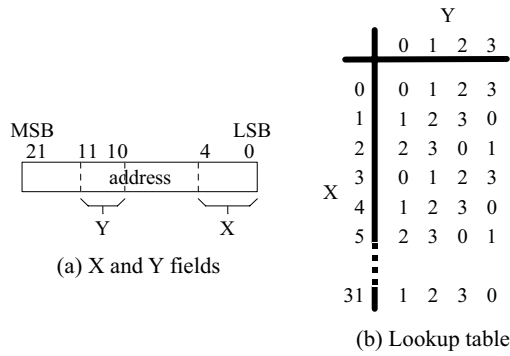 MSB LSB
21 11 10 4 0
address
Y X
(a) X and Y fields
Y
0 1 2 3
0 0 1 2 3
1 1 2 3 0
2 2 3 0 1
X
3 0 1 2 3
4 1 2 3 0
5 2 3 0 1
31 1 2 3 0
(b) Lookup table